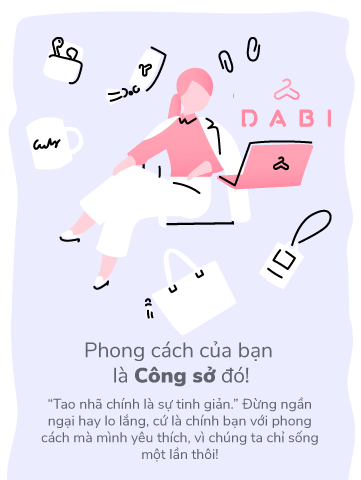 DABI
Phong cách của bạn
là Công sở đó!
“Tao nhã chính là sự tinh giản.” Đừng ngần
ngại hay lo lắng, cứ là chính bạn với phong
cách mà mình yêu thích, vì chúng ta chỉ sống
một lần thôi!